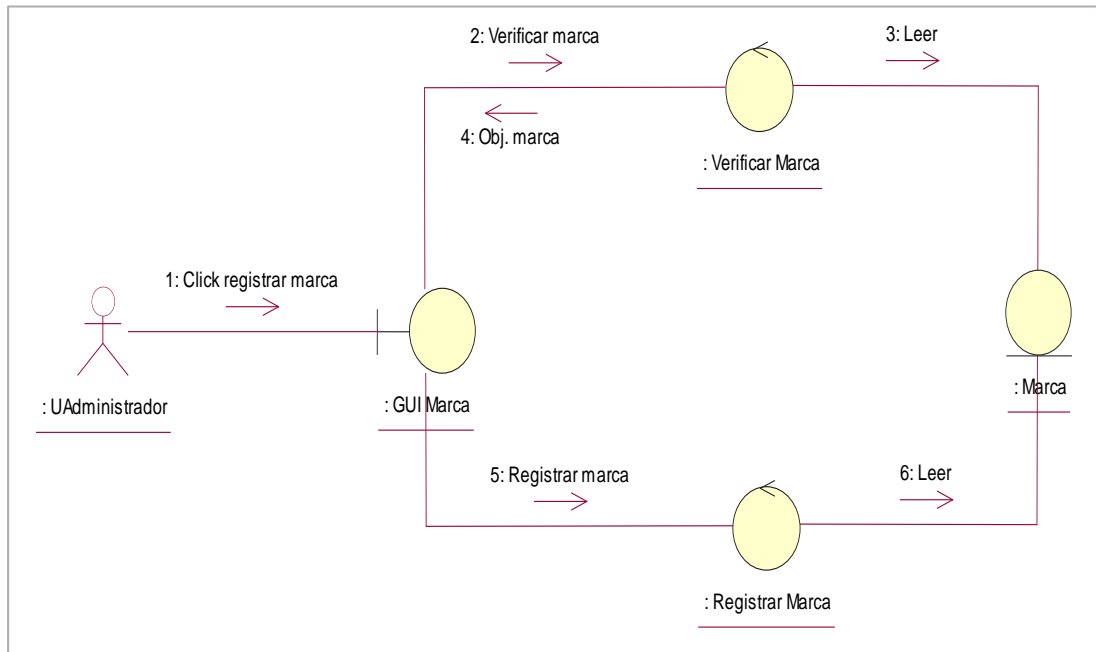 2: Verificar marca
3: Leer
4: Obj. marca
: Verificar Marca
1: Click registrar marca
: UAdministrador
: GUI Marca
: Marca
5: Registrar marca
6: Leer
: Registrar Marca